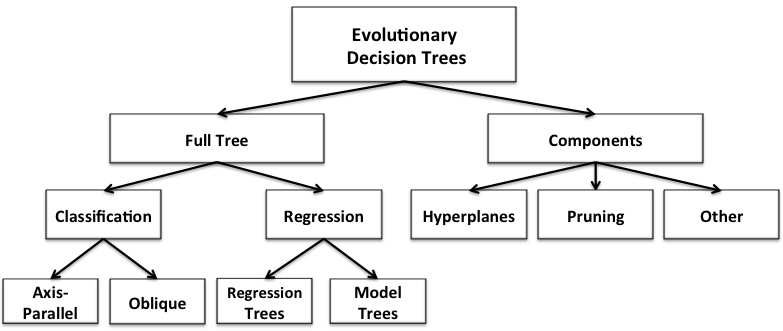 Evolutionary
Decision Trees
Full Tree
Components
Classification
Regression
Hyperplanes
Pruning
Other
Axis-
Parallel
Oblique
Regression
Trees
Model
Trees